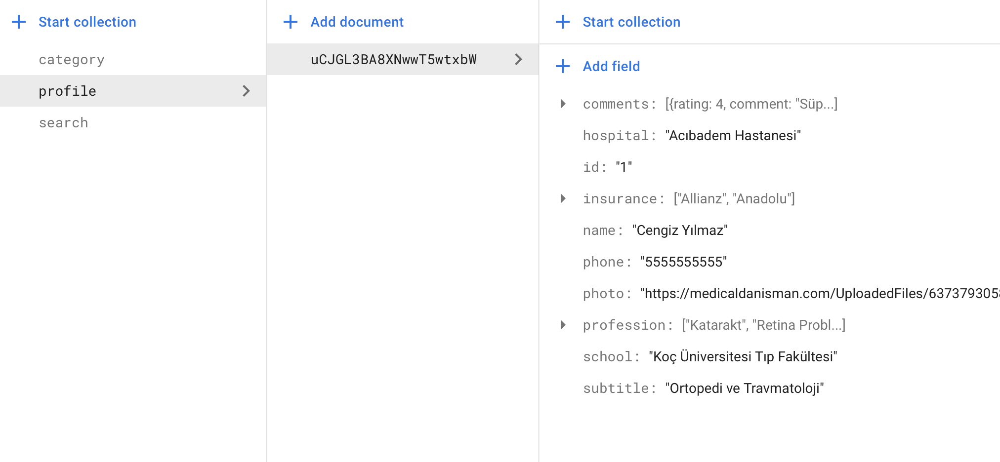 Start collection
category
profile
search
Add document
uCJGL3BA8XNwwT5wtxbW
Start collection
Add field
comments: [{rating: 4, comment: "Süp...]
hospital: "Acıbadem Hastanesi"
id: "1"
insurance: ["Allianz", "Anadolu"]
name: "Cengiz Yılmaz"
phone: "5555555555"
photo: "https://medicaldanisman.com/UploadedFiles/637379305
profession: ["Katarakt", "Retina Probl...]
school: "Koç Üniversitesi Tıp Fakültesi"
subtitle: "Ortopedi ve Travmatoloji"